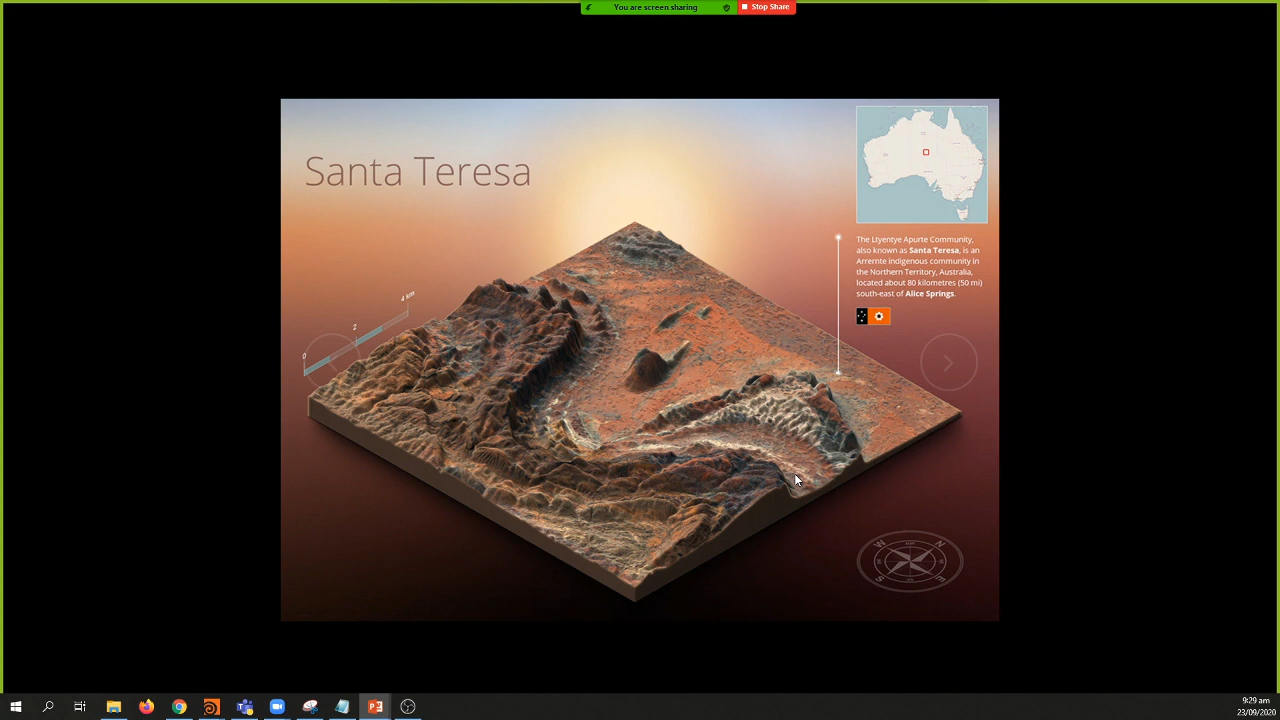 You are screen sharing
Stop Share
Santa Teresa
The Ltyentye Apurte Community,
also known as Santa Teresa, is an
Arrernte indigenous community in
the Northern Territory, Australia,
located about 80 kilometres (50 mi)
south-east of Alice Springs.
4 km
2
0
W
N
S
E
9:29 am
23/09/2020